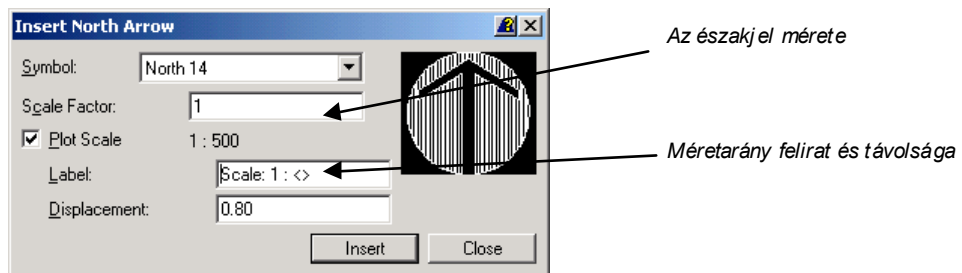 Insert North Arrow
Symbol: North 14
Scale Factor: 1
Plot Scale 1 : 500
Label: Scale: 1 : <>
Displacement: 0.80
Insert Close
Az északjel mérete
Méretarány felirat és távolsága